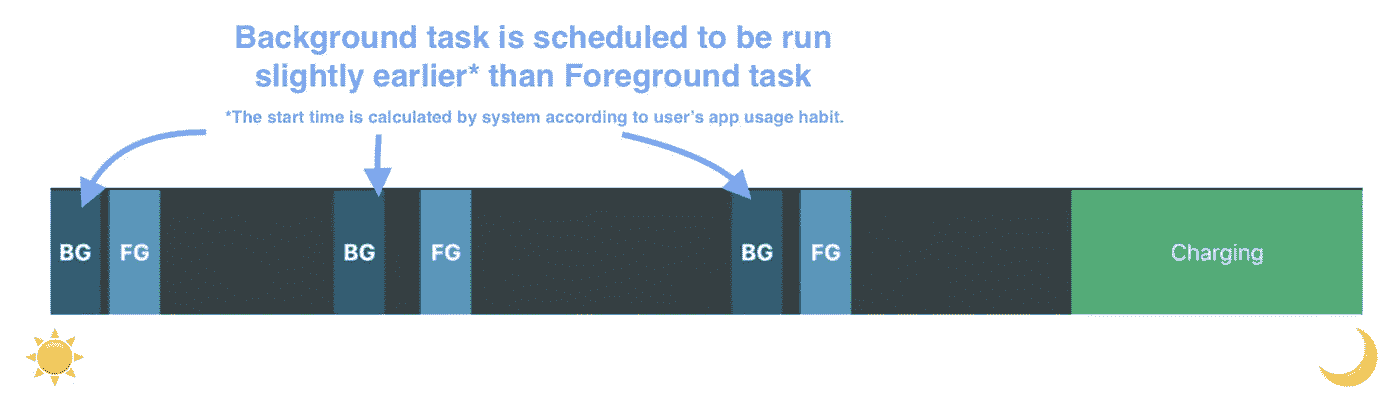 Background task is scheduled to be run
slightly earlier* than Foreground task
*The start time is calculated by system according to user's app usage habit.
BG FG BG FG BG FG Charging